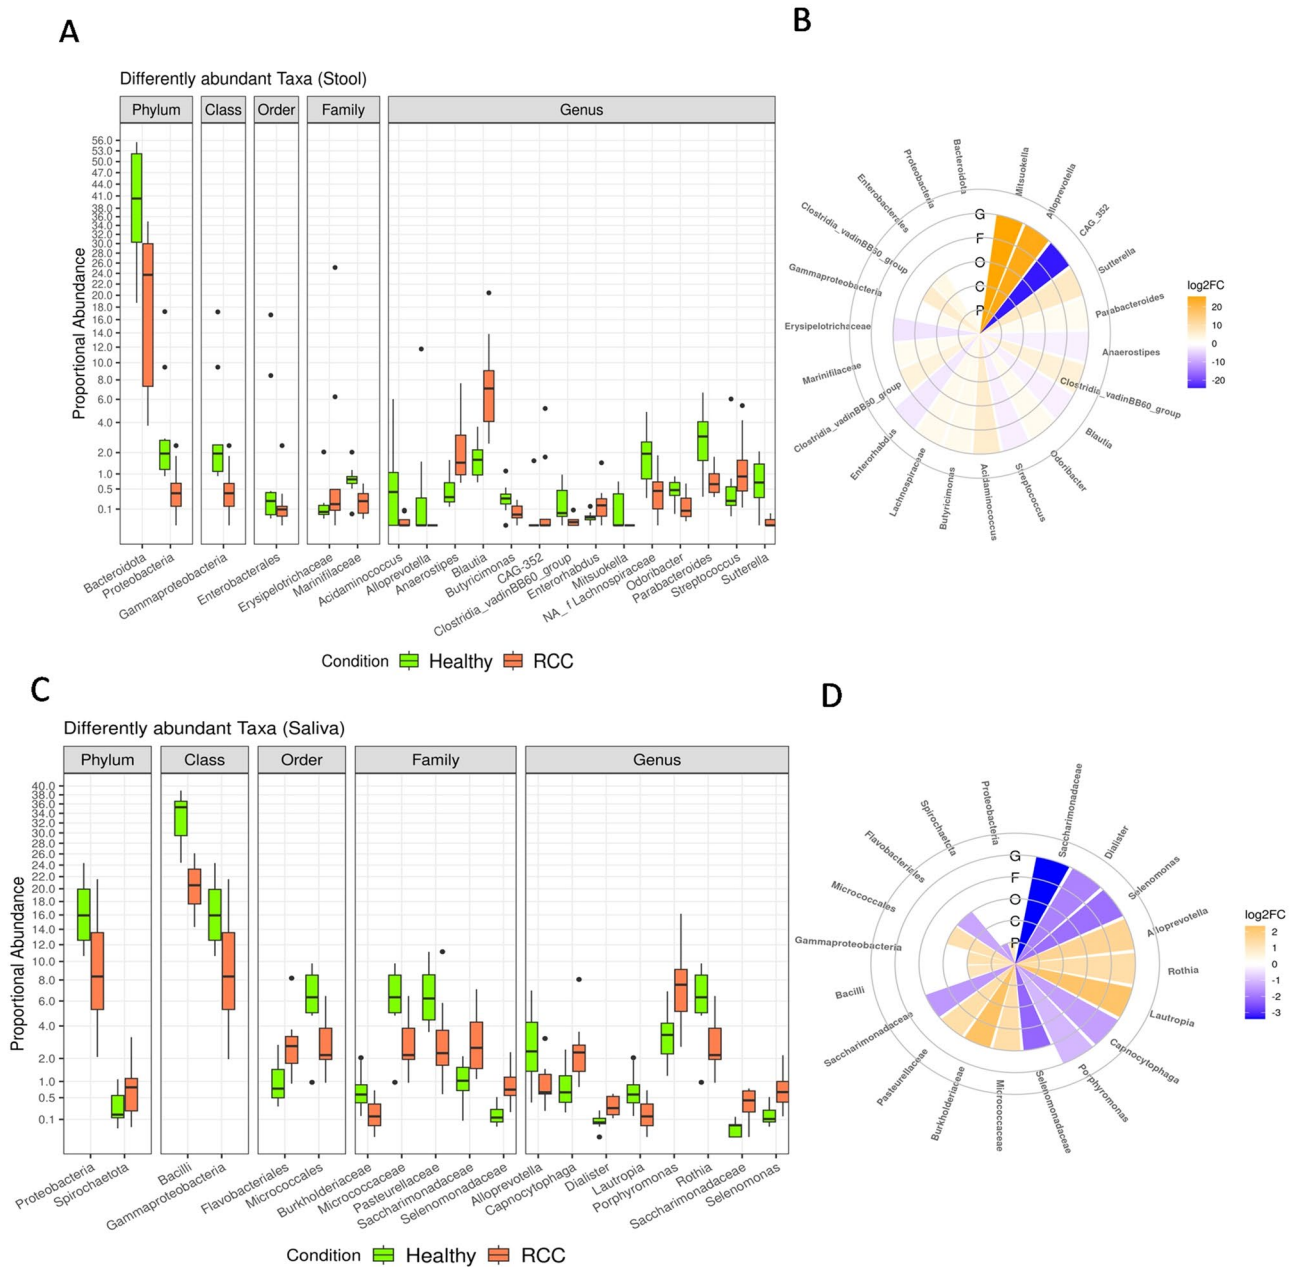 A
Differently abundant Taxa (Stool)
Phylum
Class
Order
Family
Genus
Proportional Abundance
56.0
53.0
50.0
47.0
44.0
41.0
38.0
36.0
34.0
32.0
30.0
28.0
26.0
24.0
22.0
20.0
18.0
16.0
14.0
12.0
10.0
8.0
6.0
4.0
2.0
1.0
0.5
0.1
Bacteroidota
Proteobacteria
Gammaproteobacteria
Enterobacterales
Erysipelotrichaceae
Marinifilaceae
Acidaminococcus
Alloprevotella
Anaerostipes
Blautia
Butyricimonas
CAG-352
Clostridia_vadinBB60_group
Enterorhabdus
Mitsuokella
NA_f Lachnospiraceae
Odoribacter
Parabacteroides
Streptococcus
Sutterella
Condition
Healthy
RCC
B
Bacteroidota
Mitsuokella
Alloprevotella
CAG_352
Sutterella
Parabacteroides
Anaerostipes
Clostridia_vadinBB60_group
Blautia
Odoribacter
Streptococcus
Acidaminococcus
Butyricimonas
Lachnospiraceae
Enterorhabdus
Clostridia_vadinBB60_group
Marinifilaceae
Erysipelotrichaceae
Gammaproteobacteria
Clostridia_vadinBB60_group
Enterobacterales
Proteobacteria
G
F
O
C
P
log2FC
20
10
0
-10
-20
C
Differently abundant Taxa (Saliva)
Phylum
Class
Order
Family
Genus
Proportional Abundance
40.0
38.0
36.0
34.0
32.0
30.0
28.0
26.0
24.0
22.0
20.0
18.0
16.0
14.0
12.0
10.0
8.0
6.0
4.0
2.0
1.0
0.5
0.1
Proteobacteria
Spirochaetota
Bacilli
Gammaproteobacteria
Flavobacteriales
Micrococcales
Burkholderiaceae
Micrococcaceae
Pasteurellaceae
Saccharimonadaceae
Selenomonadaceae
Alloprevotella
Capnocytophaga
Dialister
Lautropia
Porphyromonas
Rothia
Saccharimonadaceae
Selenomonas
Condition
Healthy
RCC
D
Proteobacteria
Saccharimonadaceae
Dialister
Selenomonas
Alloprevotella
Rothia
Lautropia
Capnocytophaga
Porphyromonas
Selenomonadaceae
Micrococcaceae
Burkholderiaceae
Pasteurellaceae
Saccharimonadaceae
Bacilli
Gammaproteobacteria
Micrococcales
Flavobacteriales
Spirochaetota
G
F
O
C
P
log2FC
2
1
0
-1
-2
-3